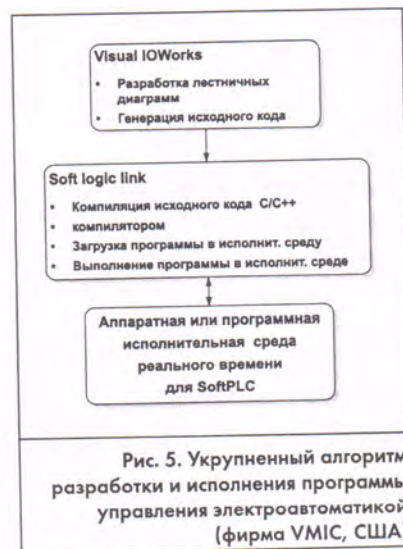 Visual IOWorks
• Разработка лестничных
диаграмм
• Генерация исходного кода
Soft logic link
• Компиляция исходного кода C/C++
• компилятором
• Загрузка программы в исполнит. среду
• Выполнение программы в исполнит. среде
Аппаратная или программная
исполнительная среда
реального времени
для SoftPLC
Рис. 5. Укрупненный алгоритм
разработки и исполнения программы
управления электроавтоматикой
(фирма VMIC, США)